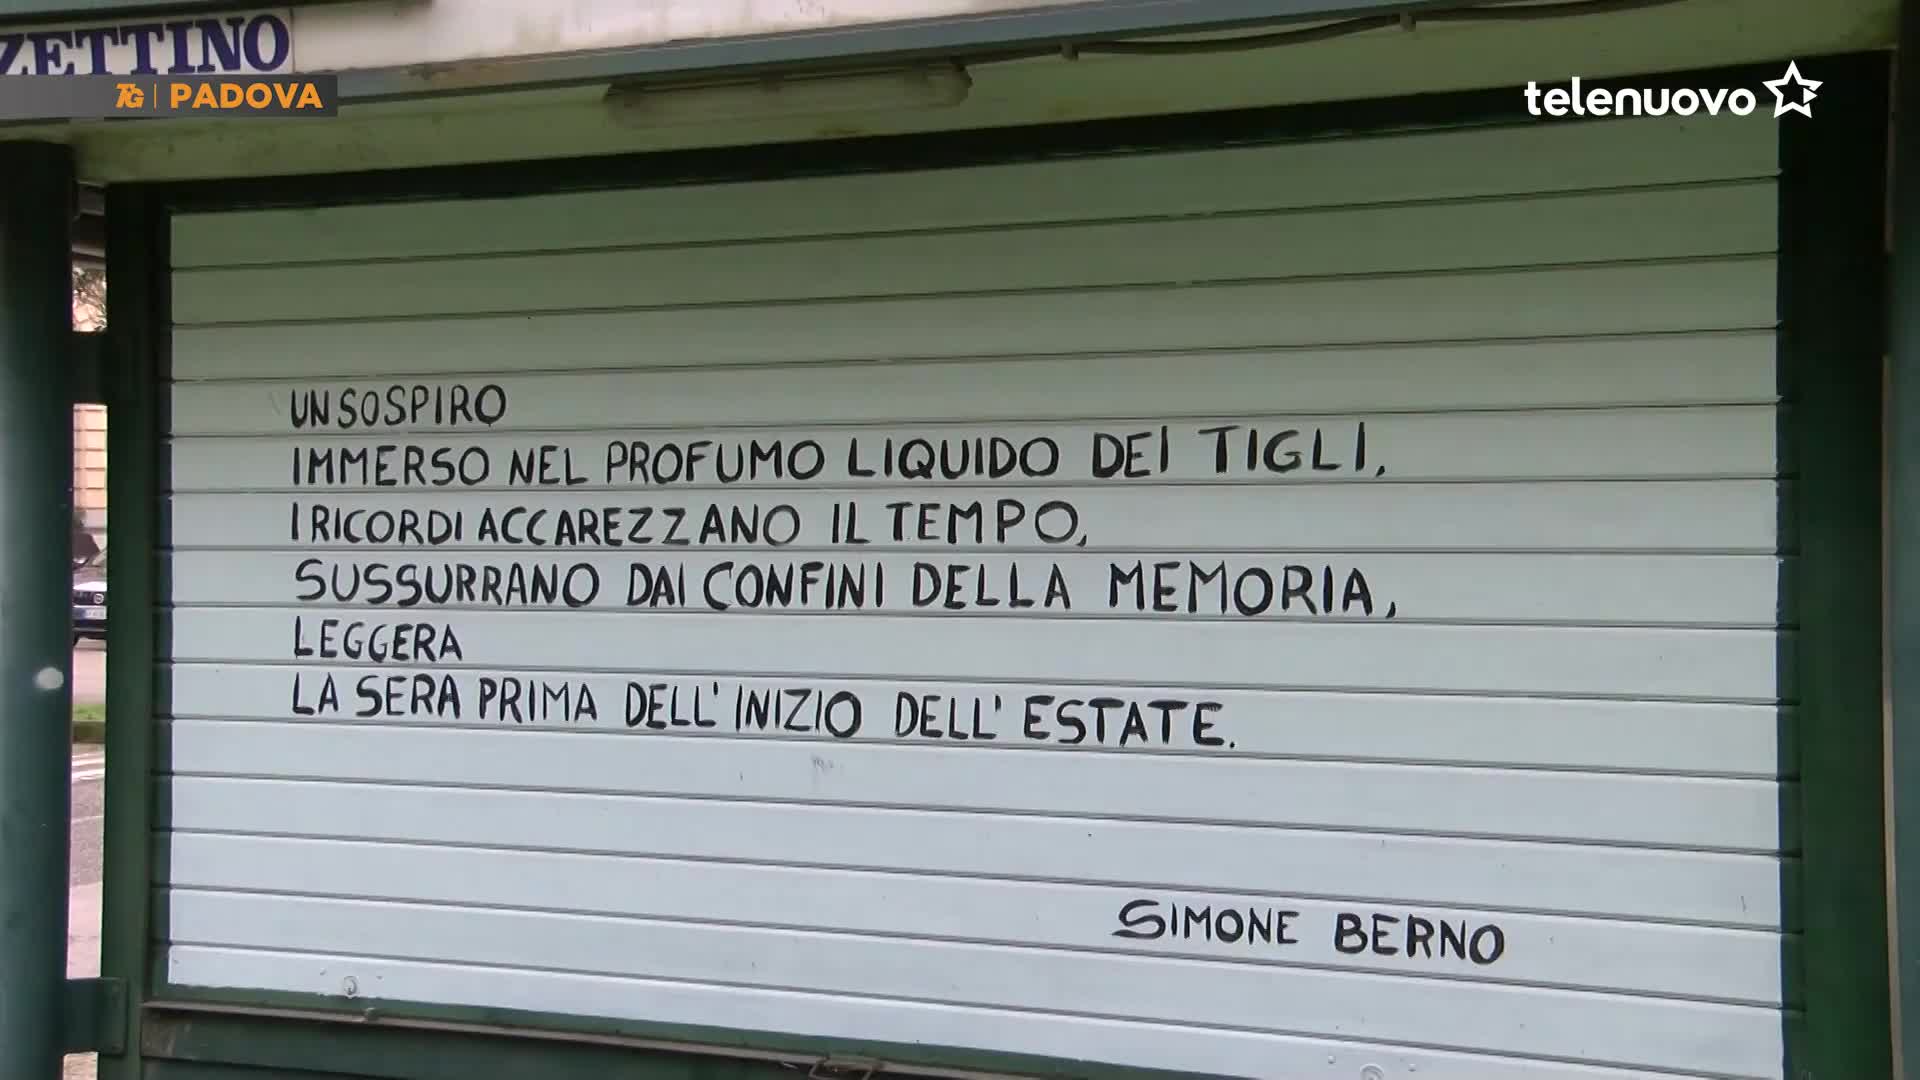 ZETTINO
TG | PADOVA
telenuovo
UN SOSPIRO
IMMERSO NEL PROFUMO LIQUIDO DEI TIGLI,
I RICORDI ACCAREZZANO IL TEMPO,
SUSSURRANO DAI CONFINI DELLA MEMORIA,
LEGGERA
LA SERA PRIMA DELL'INIZIO DELL'ESTATE.
SIMONE BERNO